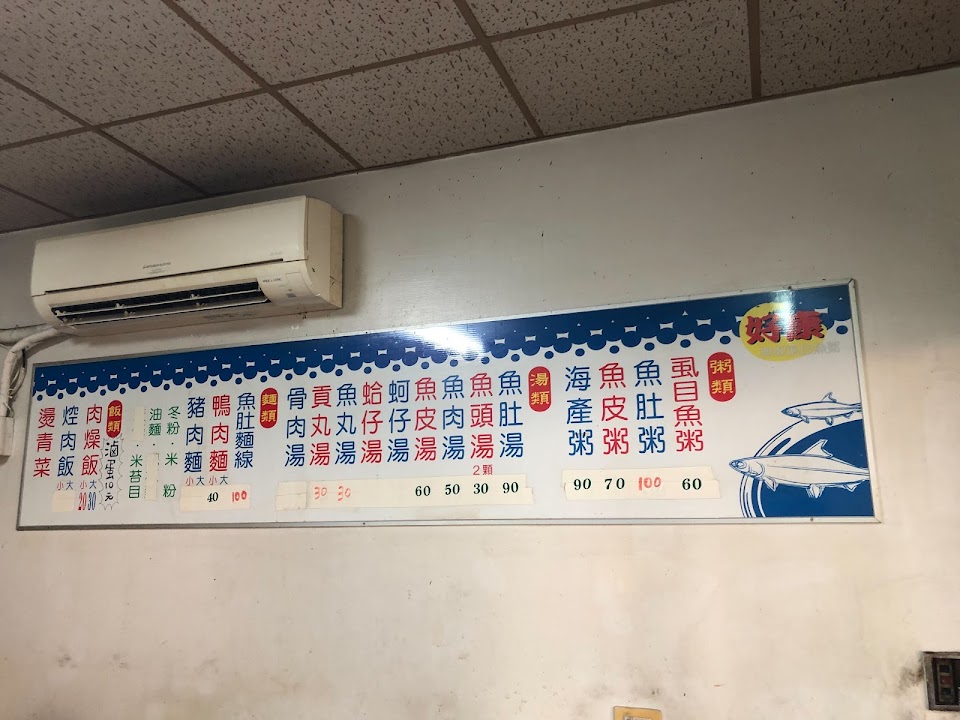 好康
粥類
虱目魚粥 60
魚肚粥 100
魚皮粥 70
海產粥 90
湯類
魚肚湯 90
魚頭湯 2顆 30
魚肉湯 50
魚皮湯 60
蚵仔湯
蛤仔湯
魚丸湯 30
貢丸湯 30
骨肉湯
麵類
魚肚麵線 100
鴨肉麵 小大 40
豬肉麵 小大
冬粉·米粉
油麵 米苔目
飯類
滷蛋10元
肉燥飯 小大 20 30
焢肉飯 小大
燙青菜